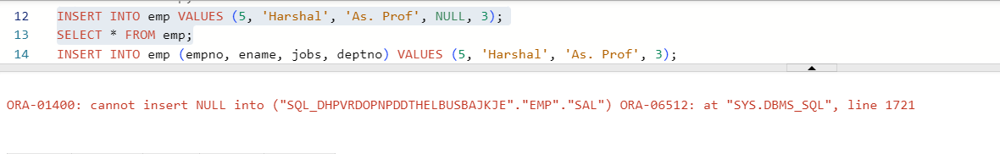 12 INSERT INTO emp VALUES (5, 'Harshal', 'As. Prof', NULL, 3);
13 SELECT * FROM emp;
14 INSERT INTO emp (empno, ename, jobs, deptno) VALUES (5, 'Harshal', 'As. Prof', 3);
ORA-01400: cannot insert NULL into ("SQL_DHPVRDOPNPDDTHELBUSBAJKJE"."EMP"."SAL") ORA-06512: at "SYS.DBMS_SQL", line 1721